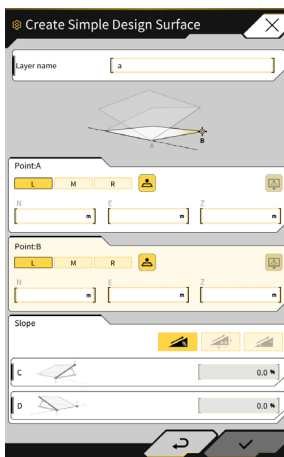 Create Simple Design Surface
Layer name [ a ]
A
B
Point:A
L M R
N E Z
[ m ] [ m ] [ m ]
Point:B
L M R
N E Z
[ m ] [ m ] [ m ]
Slope
C [ 0.0 % ]
D [ 0.0 % ]